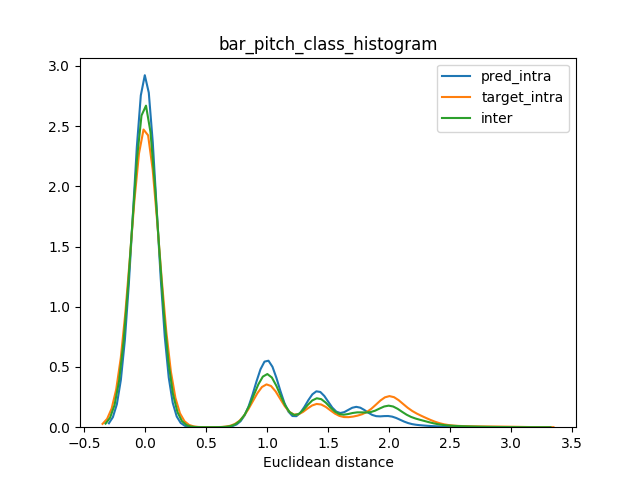 bar_pitch_class_histogram
pred_intra
target_intra
inter
3.0
2.5
2.0
1.5
1.0
0.5
0.0
−0.5 0.0 0.5 1.0 1.5 2.0 2.5 3.0 3.5
Euclidean distance